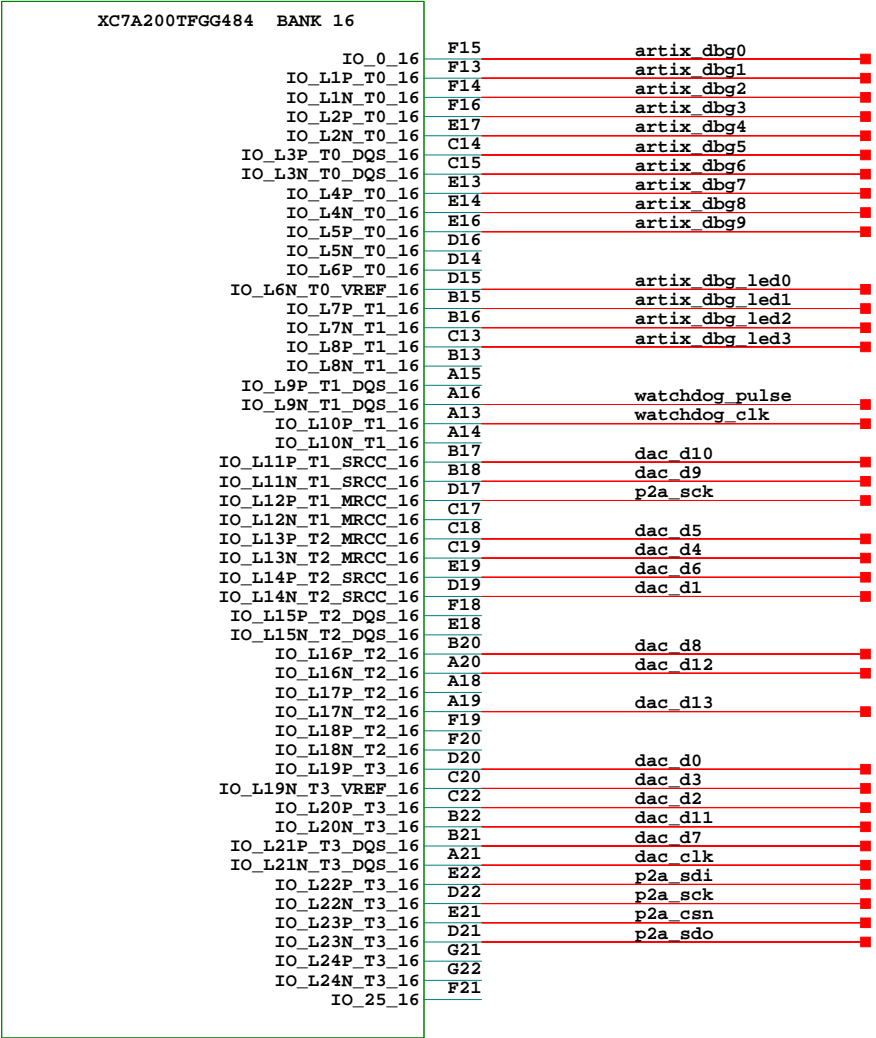 XC7A200TFGG484 BANK 16
IO_0_16 F15 artix_dbg0
IO_L1P_T0_16 F13 artix_dbg1
IO_L1N_T0_16 F14 artix_dbg2
IO_L2P_T0_16 F16 artix_dbg3
IO_L2N_T0_16 E17 artix_dbg4
IO_L3P_T0_DQS_16 C14 artix_dbg5
IO_L3N_T0_DQS_16 C15 artix_dbg6
IO_L4P_T0_16 E13 artix_dbg7
IO_L4N_T0_16 E14 artix_dbg8
IO_L5P_T0_16 E16 artix_dbg9
IO_L5N_T0_16 D16
IO_L6P_T0_16 D14
IO_L6N_T0_VREF_16 D15 artix_dbg_led0
IO_L7P_T1_16 B15 artix_dbg_led1
IO_L7N_T1_16 B16 artix_dbg_led2
IO_L8P_T1_16 C13 artix_dbg_led3
IO_L8N_T1_16 B13
IO_L9P_T1_DQS_16 A15
IO_L9N_T1_DQS_16 A16 watchdog_pulse
IO_L10P_T1_16 A13 watchdog_clk
IO_L10N_T1_16 A14
IO_L11P_T1_SRCC_16 B17 dac_d10
IO_L11N_T1_SRCC_16 B18 dac_d9
IO_L12P_T1_MRCC_16 D17 p2a_sck
IO_L12N_T1_MRCC_16 C17
IO_L13P_T2_MRCC_16 C18 dac_d5
IO_L13N_T2_MRCC_16 C19 dac_d4
IO_L14P_T2_SRCC_16 E19 dac_d6
IO_L14N_T2_SRCC_16 D19 dac_d1
IO_L15P_T2_DQS_16 F18
IO_L15N_T2_DQS_16 E18
IO_L16P_T2_16 B20 dac_d8
IO_L16N_T2_16 A20 dac_d12
IO_L17P_T2_16 A18
IO_L17N_T2_16 A19 dac_d13
IO_L18P_T2_16 F19
IO_L18N_T2_16 F20
IO_L19P_T3_16 D20 dac_d0
IO_L19N_T3_VREF_16 C20 dac_d3
IO_L20P_T3_16 C22 dac_d2
IO_L20N_T3_16 B22 dac_d11
IO_L21P_T3_DQS_16 B21 dac_d7
IO_L21N_T3_DQS_16 A21 dac_clk
IO_L22P_T3_16 E22 p2a_sdi
IO_L22N_T3_16 D22 p2a_sck
IO_L23P_T3_16 E21 p2a_csn
IO_L23N_T3_16 D21 p2a_sdo
IO_L24P_T3_16 G21
IO_L24N_T3_16 G22
IO_25_16 F21